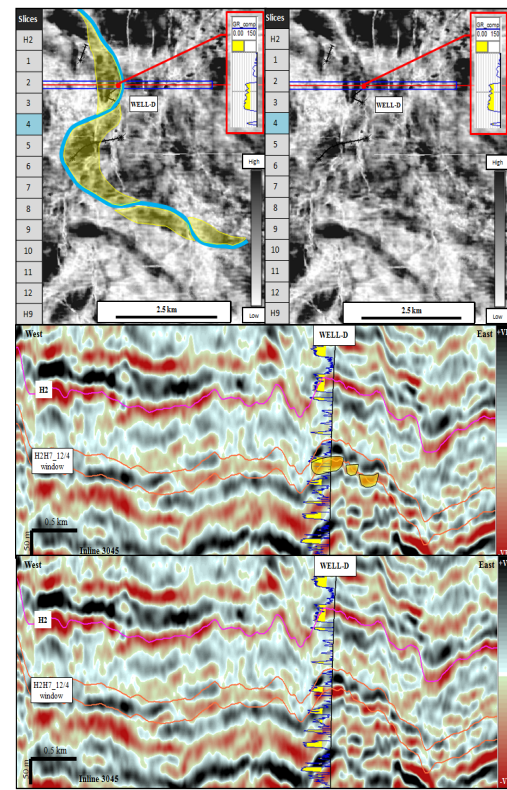 Slices
H2
1
2
3
4
5
6
7
8
9
10
11
12
H9
GR_comp
0.00 150
WELL-D
High
Low
2.5 km
Slices
H2
1
2
3
4
5
6
7
8
9
10
11
12
H9
GR_comp
0.00 150
WELL-D
High
Low
2.5 km
West
WELL-D
East
H2
H2H7_12/4
window
0.5 km
50 m
Inline 3045
West
WELL-D
East
H2
H2H7_12/4
window
0.5 km
50 m
Inline 3045